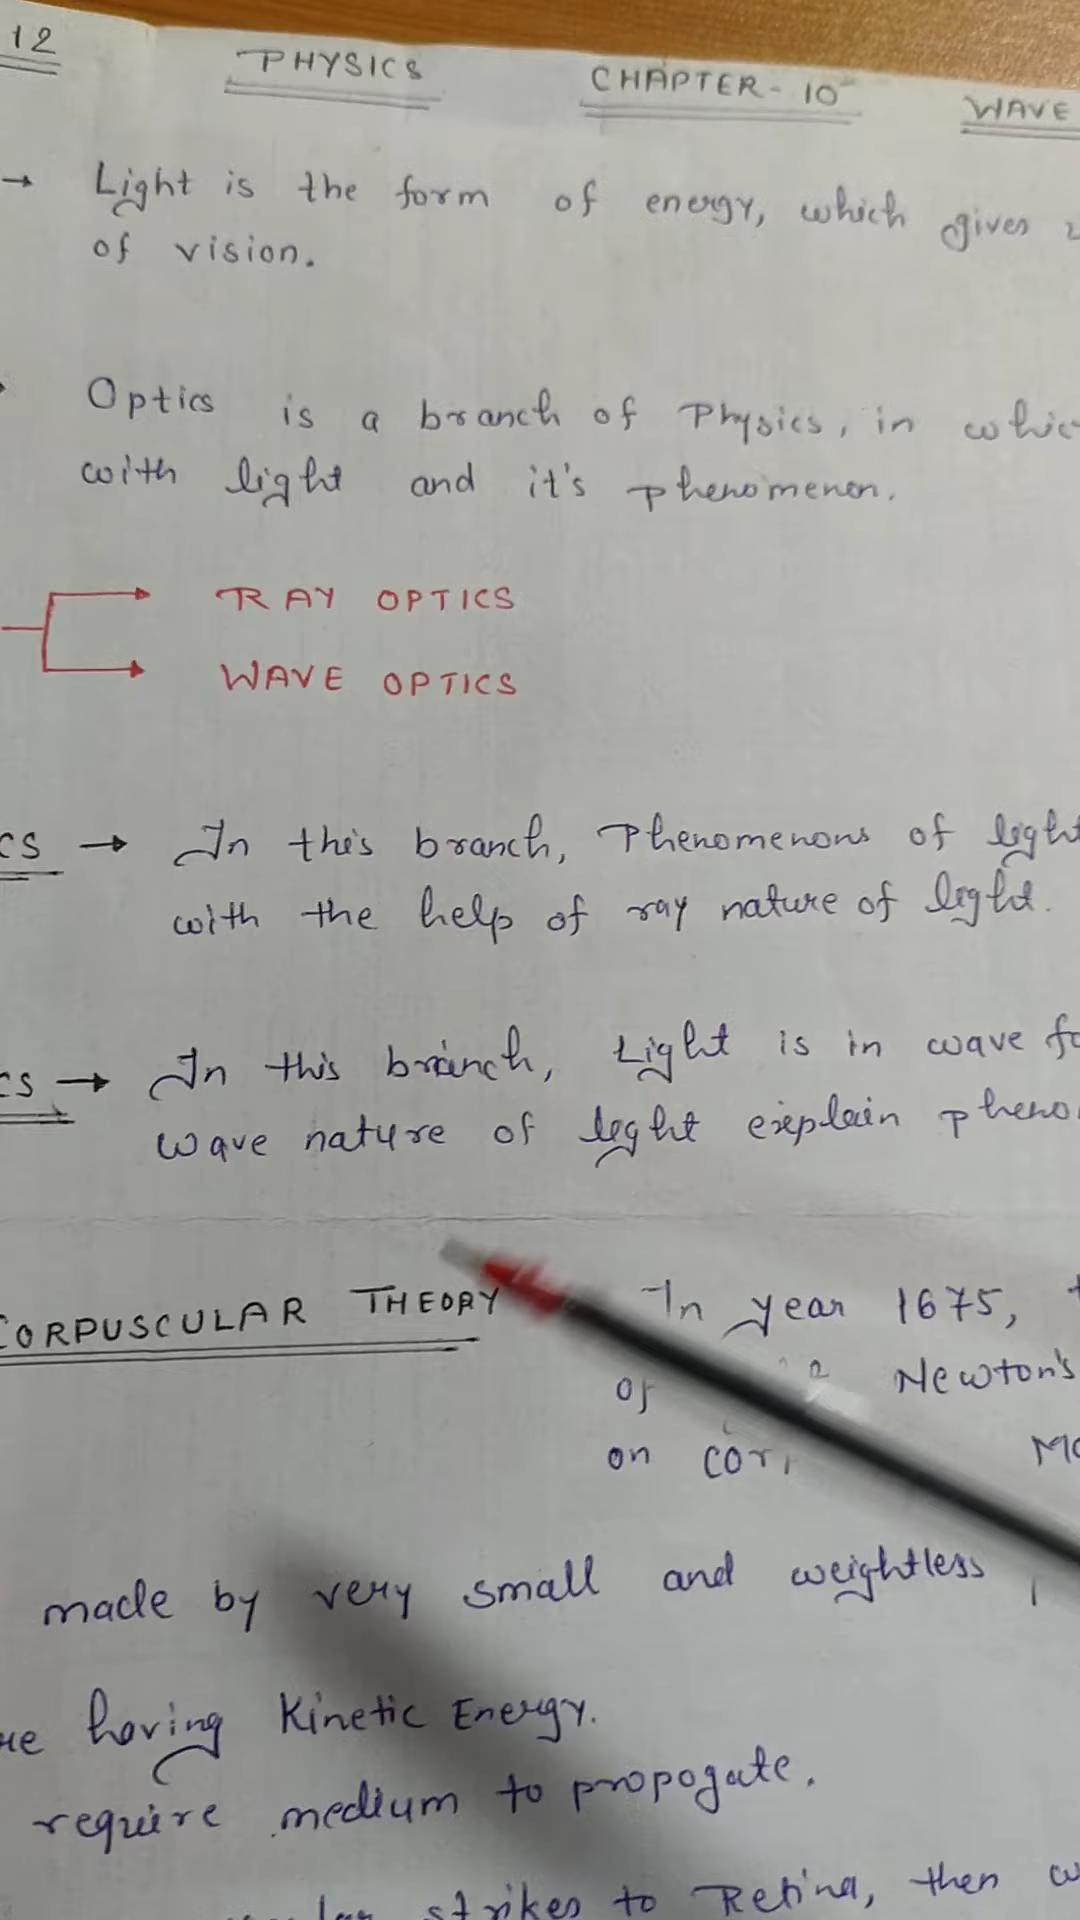 12 PHYSICS CHAPTER-10 WAVE
→ Light is the form of energy, which gives
of vision.
Optics is a branch of Physics, in
with light and it's phenomenon.
RAY OPTICS
WAVE OPTICS
CS → In this branch, Phenomenons of light
with the help of ray nature of light.
CS → In this branch, Light is in wave
wave nature of light explain
CORPUSCULAR THEORY In year 1675,
of Newton's
on
made by very small and weightless
having Kinetic Energy.
require medium to propogate.
strikes to Retina, then